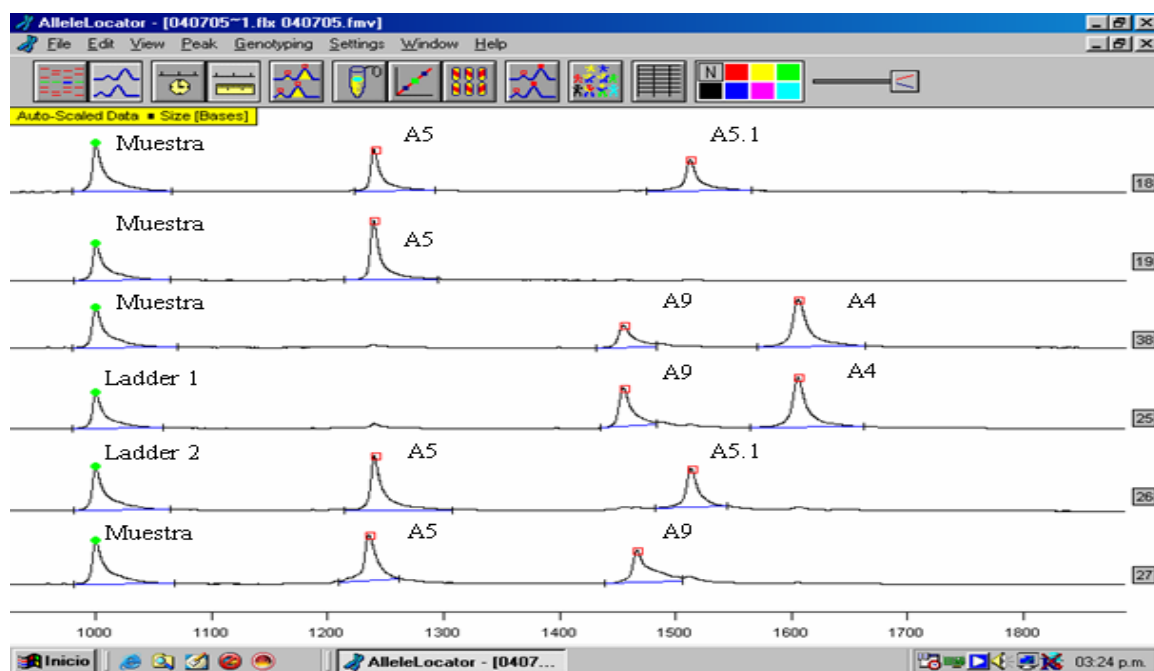 AlleleLocator - [040705~1.flx 040705.fmv]
File Edit View Peak Genotyping Settings Window Help
N
Auto-Scaled Data ▪ Size [Bases]
Muestra A5 A5.1
18
Muestra A5
19
Muestra A9 A4
38
Ladder 1 A9 A4
25
Ladder 2 A5 A5.1
26
Muestra A5 A9
27
1000 1100 1200 1300 1400 1500 1600 1700 1800
Inicio AlleleLocator - [0407... 03:24 p.m.